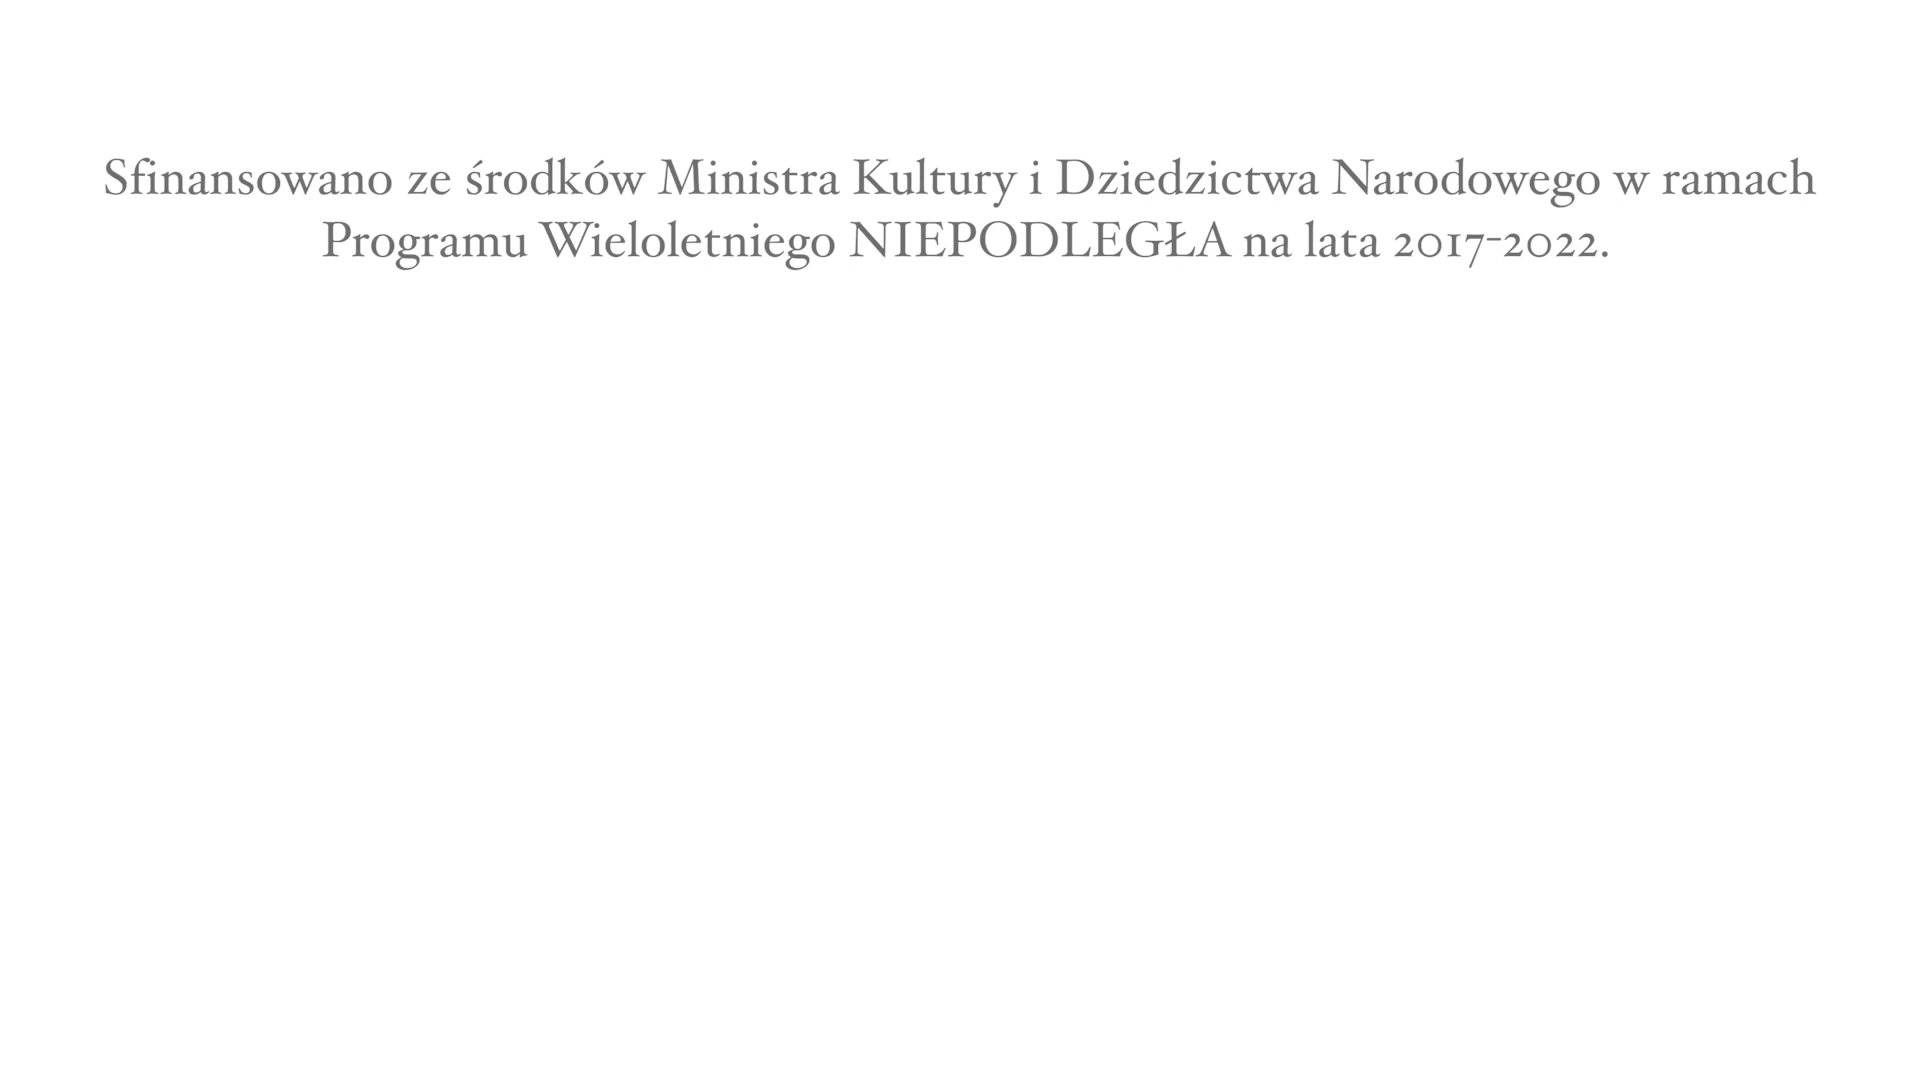 Sfinansowano ze środków Ministra Kultury i Dziedzictwa Narodowego w ramach
Programu Wieloletniego NIEPODLEGŁA na lata 2017-2022.